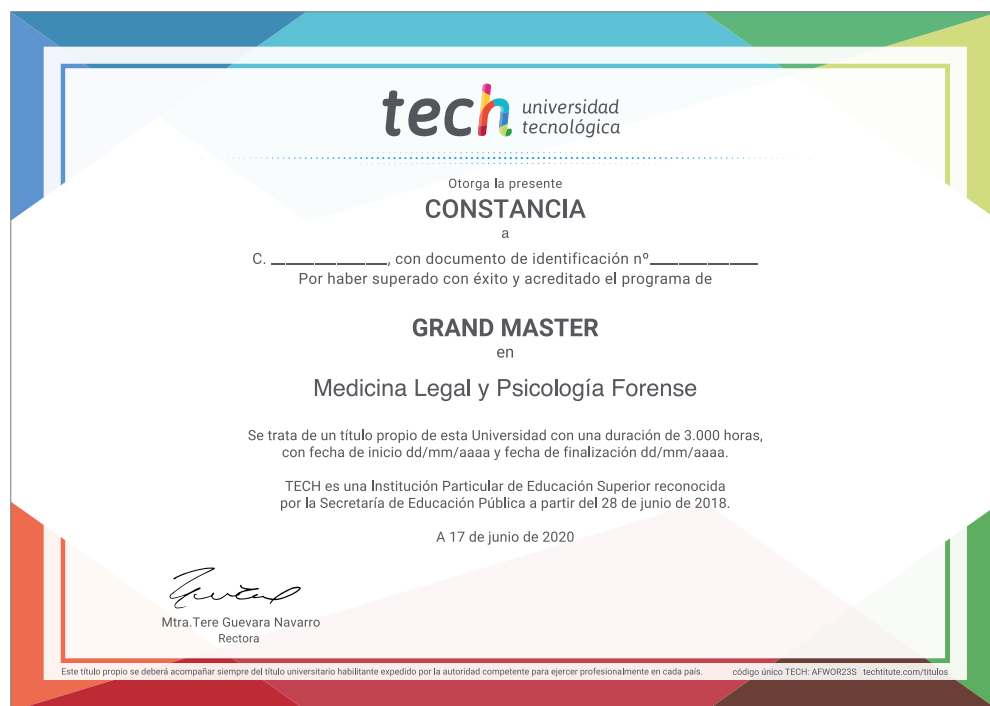 tech universidad
tecnológica
Otorga la presente
CONSTANCIA
a
C. ____________, con documento de identificación nº____________
Por haber superado con éxito y acreditado el programa de
GRAND MASTER
en
Medicina Legal y Psicología Forense
Se trata de un título propio de esta Universidad con una duración de 3.000 horas,
con fecha de inicio dd/mm/aaaa y fecha de finalización dd/mm/aaaa.
TECH es una Institución Particular de Educación Superior reconocida
por la Secretaría de Educación Pública a partir del 28 de junio de 2018.
A 17 de junio de 2020
Mtra.Tere Guevara Navarro
Rectora
Este título propio se deberá acompañar siempre del título universitario habilitante expedido por la autoridad competente para ejercer profesionalmente en cada país. código único TECH: AFWOR23S techtitute.com/titulos